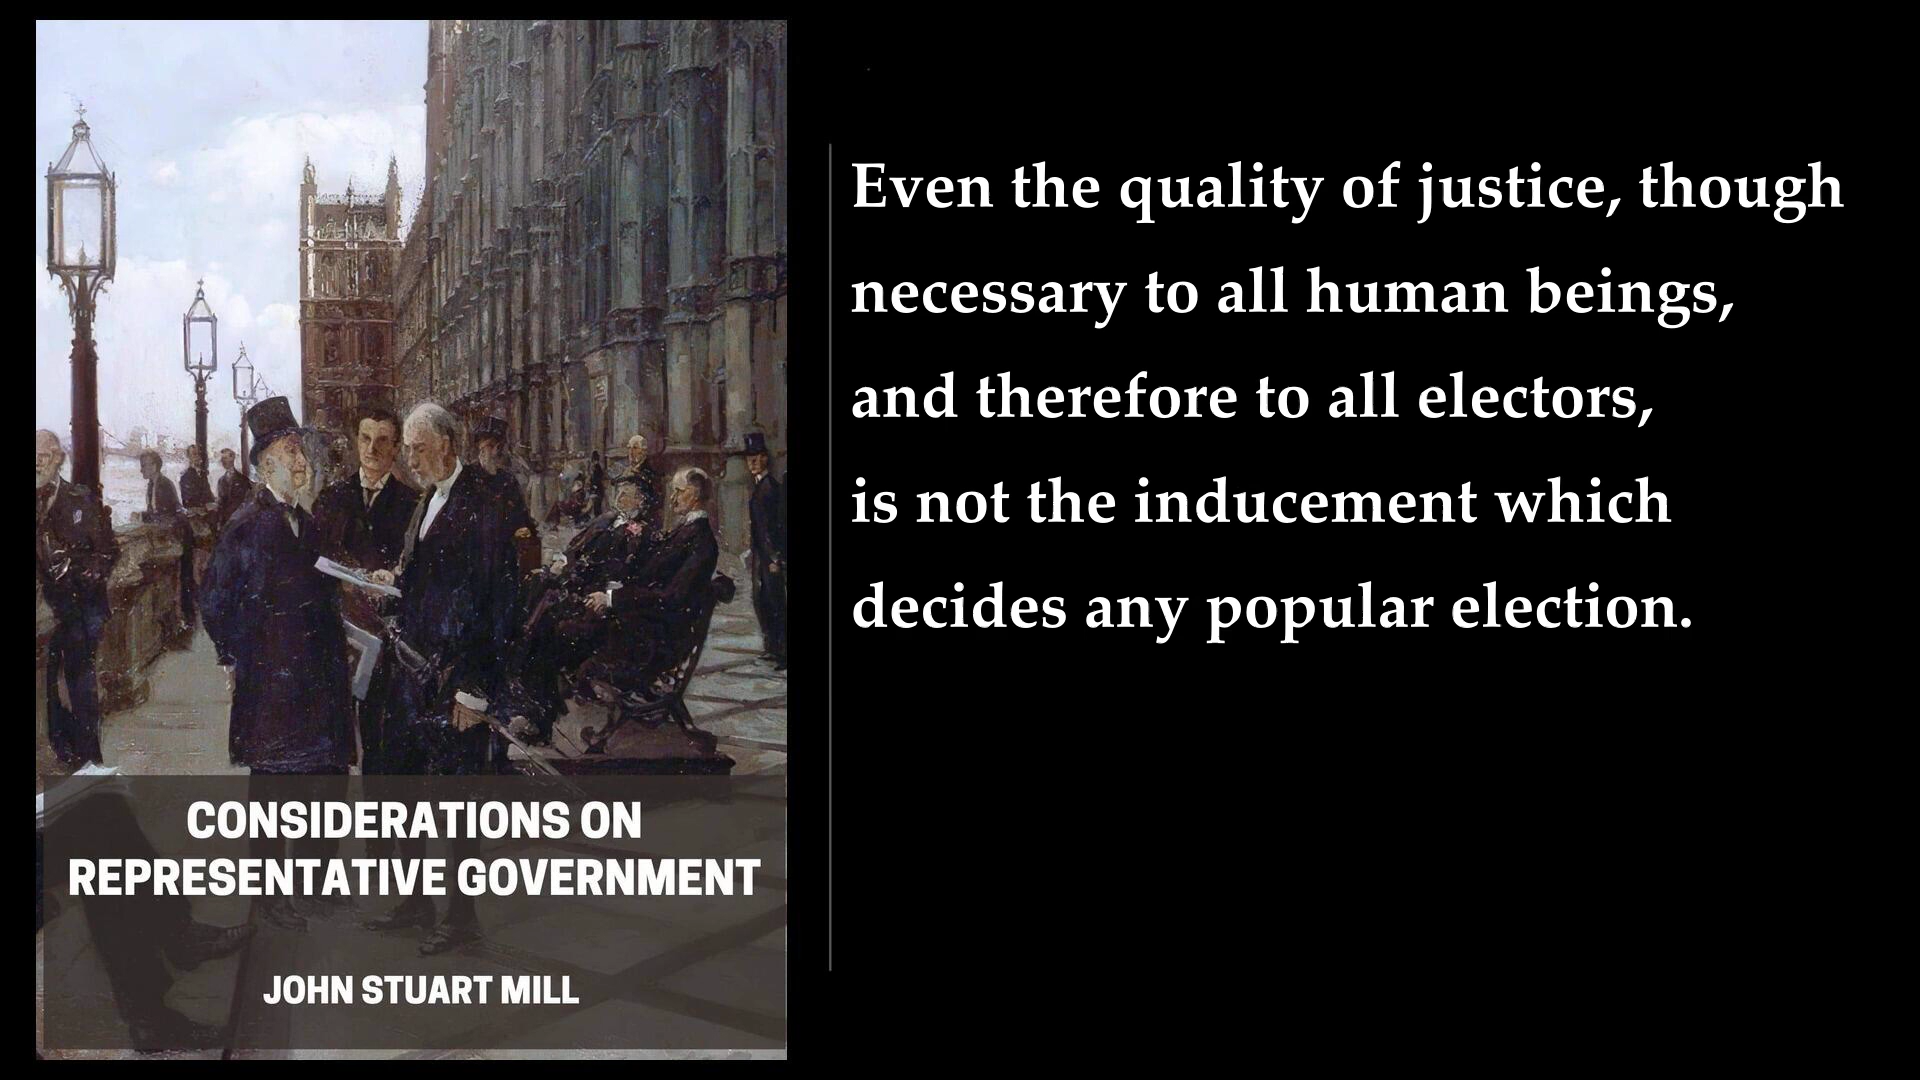 Even the quality of justice, though
necessary to all human beings,
and therefore to all electors,
is not the inducement which
decides any popular election.
CONSIDERATIONS ON
REPRESENTATIVE GOVERNMENT
JOHN STUART MILL